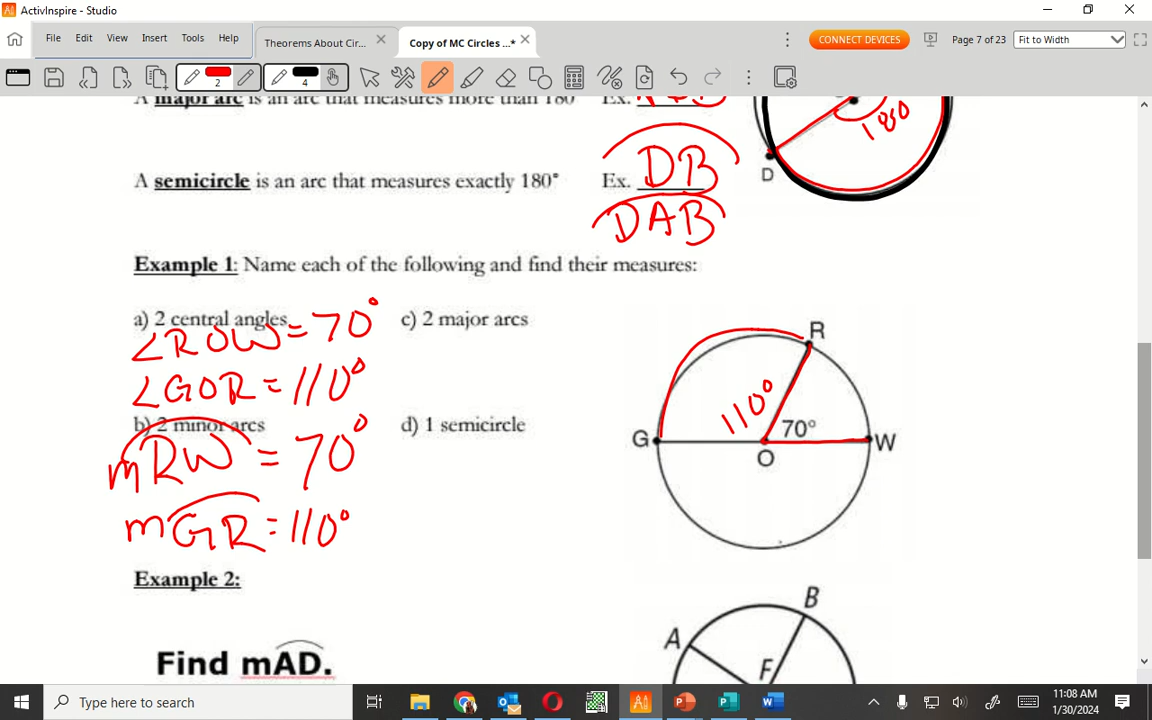 ActivInspire - Studio
File Edit View Insert Tools Help
Theorems About Cir...
Copy of MC Circles ...*
CONNECT DEVICES
Page 7 of 23
Fit to Width
2
4
A major arc is an arc that measures more than 180° Ex.
180
D
A semicircle is an arc that measures exactly 180° Ex. DB
DAB
Example 1: Name each of the following and find their measures:
a) 2 central angles
c) 2 major arcs
∠ROW = 70°
∠GOR = 110°
b) 2 minor arcs
d) 1 semicircle
mRW = 70°
mGR = 110°
R
110°
70°
G
W
O
Example 2:
B
A
F
Find mAD.
Type here to search
11:08 AM
1/30/2024